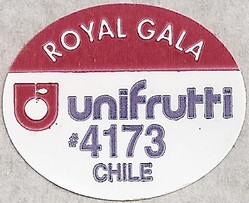 ROYAL GALA
unifrutti
#4173
CHILE